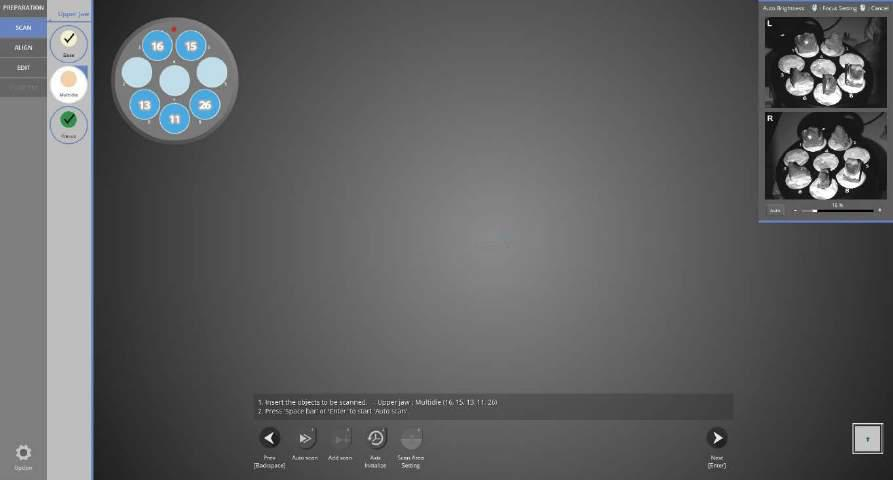 PREPARATION
SCAN
ALIGN
EDIT
Option
Upper jaw
Base
Multidie
16
15
13
26
11
Auto Brightness : Focus Setting : Cancel
L
R
Auto
- 16 % +
1. Insert the objects to be scanned. - Upper jaw : Multidie (16, 15, 13, 11, 26)
2. Press 'Space bar' or 'Enter' to start 'Auto scan'.
Prev
[Backspace]
Auto scan
Add scan
Axis
Initialize
Scan Area
Setting
Next
[Enter]